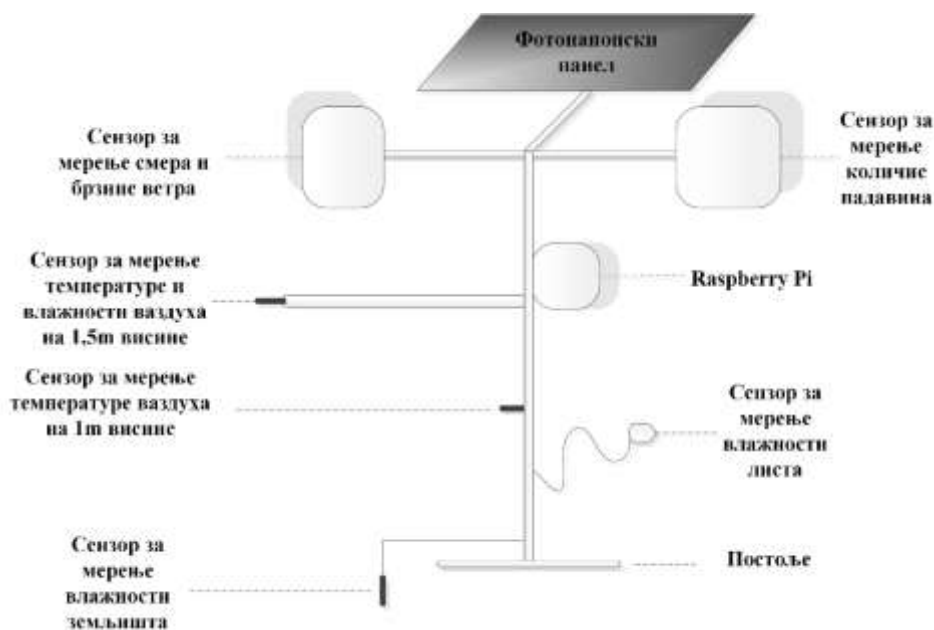 Фотонапонски
панел
Сензор за
мерење смера и
брзине ветра
Сензор за
мерење
количие
падавина
Сензор за мерење
температуре и
влажности ваздуха
на 1,5m висине
Raspberry Pi
Сензор за мерење
температуре ваздуха
на 1m висине
Сензор за
мерење
влажности
листа
Сензор за
мерење
влажности
земљишта
Постоље